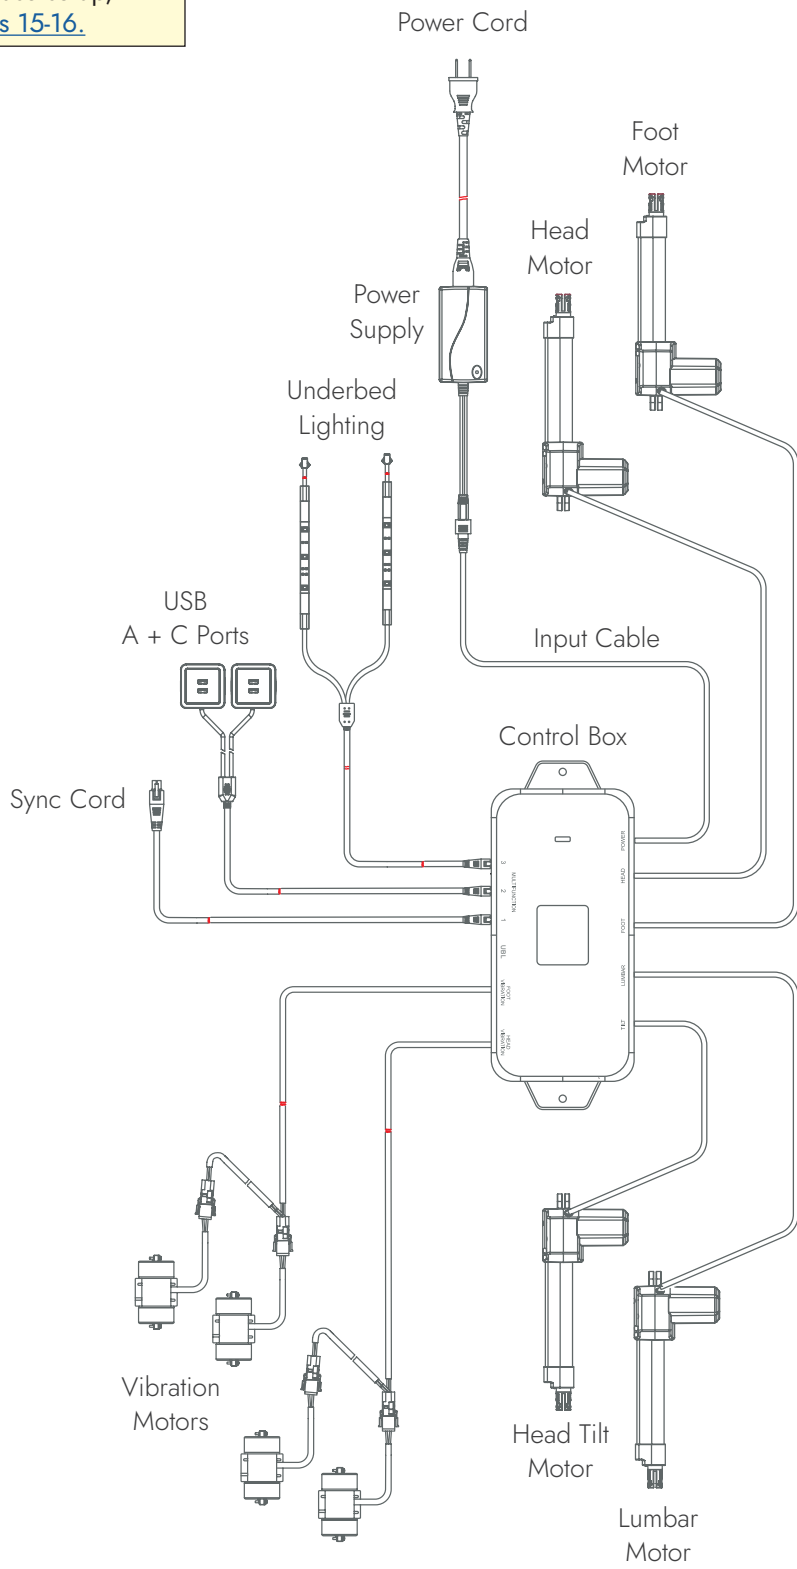 s 15-16.
Power Cord
Foot
Motor
Head
Motor
Power
Supply
Underbed
Lighting
USB
A + C Ports
Input Cable
Control Box
Sync Cord
POWER
HEAD
FOOT
LUMBAR
TILT
3
MULTIFUNCTION
2
1
UBL
FOOT
VIBRATION
HEAD
VIBRATION
Vibration
Motors
Head Tilt
Motor
Lumbar
Motor